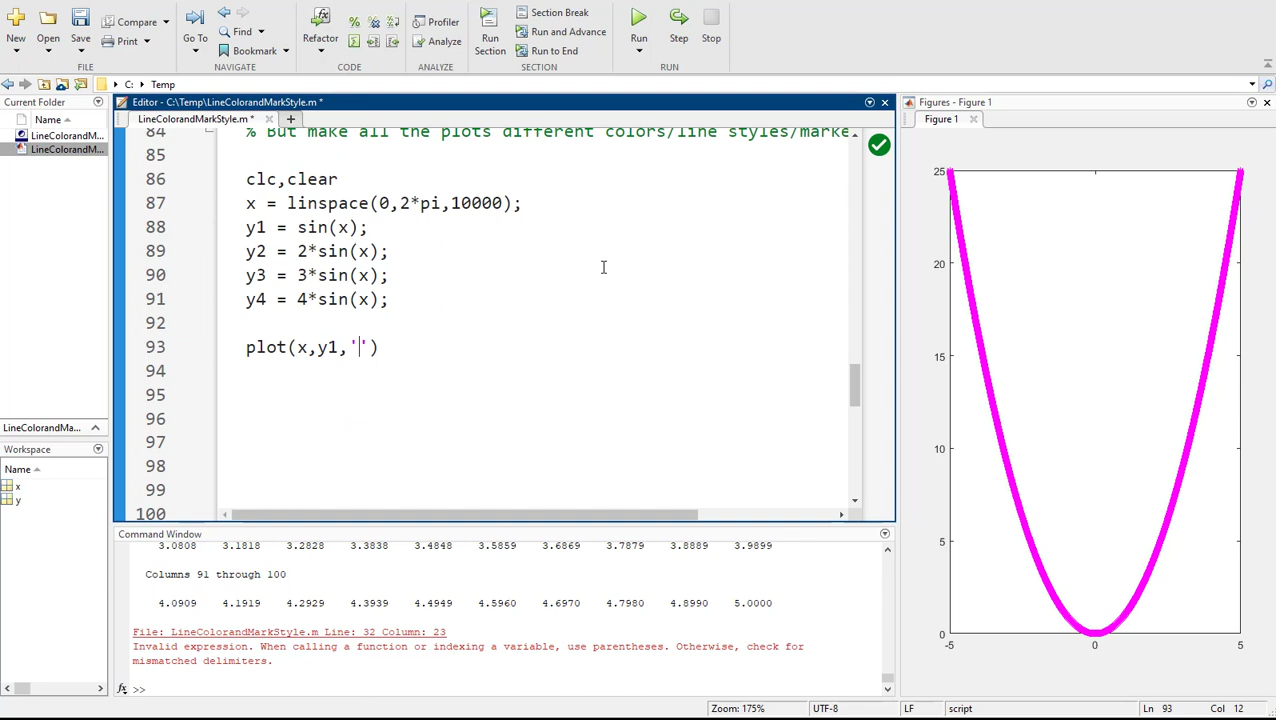 New
Open
Save
Compare
Print
Go To
Find
Bookmark
Refactor
Profiler
Analyze
Run Section
Section Break
Run and Advance
Run to End
Run
Step
Stop
FILE
NAVIGATE
CODE
ANALYZE
SECTION
RUN
C: Temp
Current Folder
Name
LineColorandM...
LineColorandM...
LineColorandMa...
Workspace
Name
x
y
Editor - C:\Temp\LineColorandMarkStyle.m *
LineColorandMarkStyle.m *
84 % But make all the plots different colors/line styles/marke
85
86 clc,clear
87 x = linspace(0,2*pi,10000);
88 y1 = sin(x);
89 y2 = 2*sin(x);
90 y3 = 3*sin(x);
91 y4 = 4*sin(x);
92
93 plot(x,y1,'')
94
95
96
97
98
99
100
Command Window
3.0808 3.1818 3.2828 3.3838 3.4848 3.5859 3.6869 3.7879 3.8889 3.9899
Columns 91 through 100
4.0909 4.1919 4.2929 4.3939 4.4949 4.5960 4.6970 4.7980 4.8990 5.0000
File: LineColorandMarkStyle.m Line: 32 Column: 23
Invalid expression. When calling a function or indexing a variable, use parentheses. Otherwise, check for
mismatched delimiters.
fx >>
Figures - Figure 1
Figure 1
25
20
15
10
5
0
-5 0 5
Zoom: 175% UTF-8 LF script Ln 93 Col 12